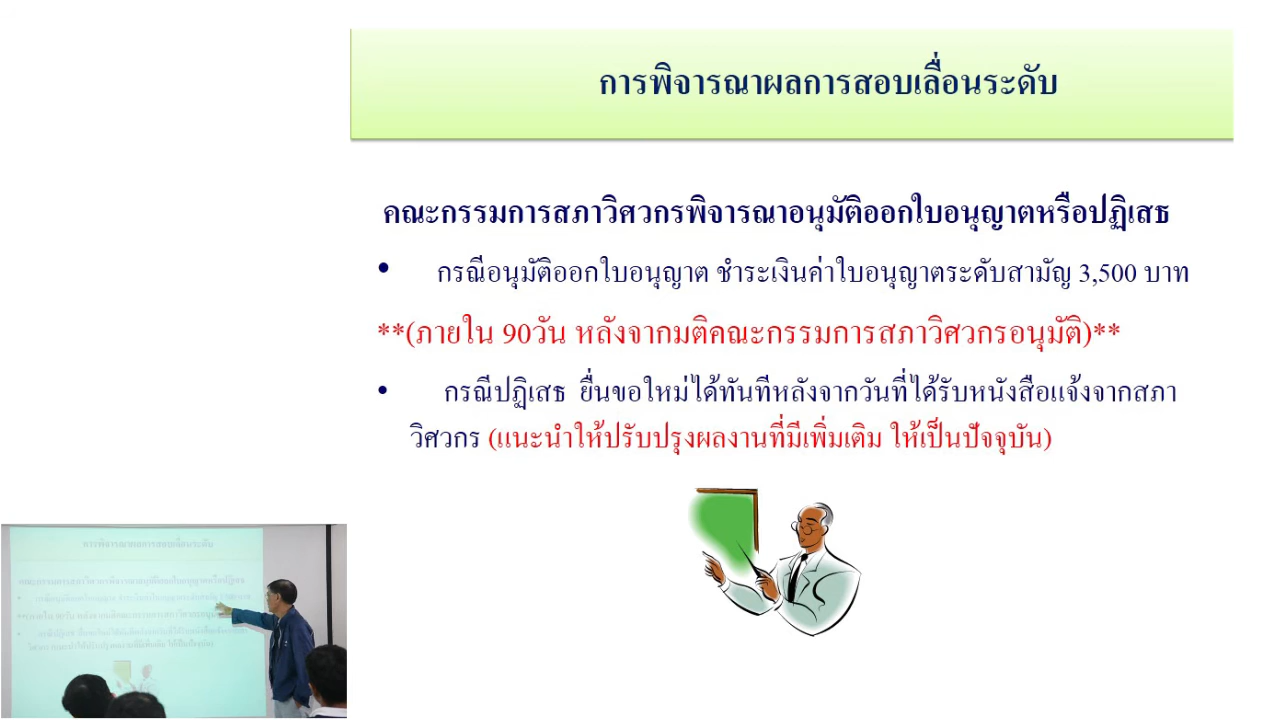 การพิจารณาผลการสอบเลื่อนระดับ
คณะกรรมการสภาวิศวกรพิจารณาอนุมัติออกใบอนุญาตหรือปฏิเสธ
• กรณีอนุมัติออกใบอนุญาต ชำระเงินค่าใบอนุญาตระดับสามัญ 3,500 บาท
**(ภายใน 90วัน หลังจากมติคณะกรรมการสภาวิศวกรอนุมัติ)**
• กรณีปฏิเสธ ยื่นขอใหม่ได้ทันทีหลังจากวันที่ได้รับหนังสือแจ้งจากสภา
วิศวกร (แนะนำให้ปรับปรุงผลงานที่มีเพิ่มเติม ให้เป็นปัจจุบัน)